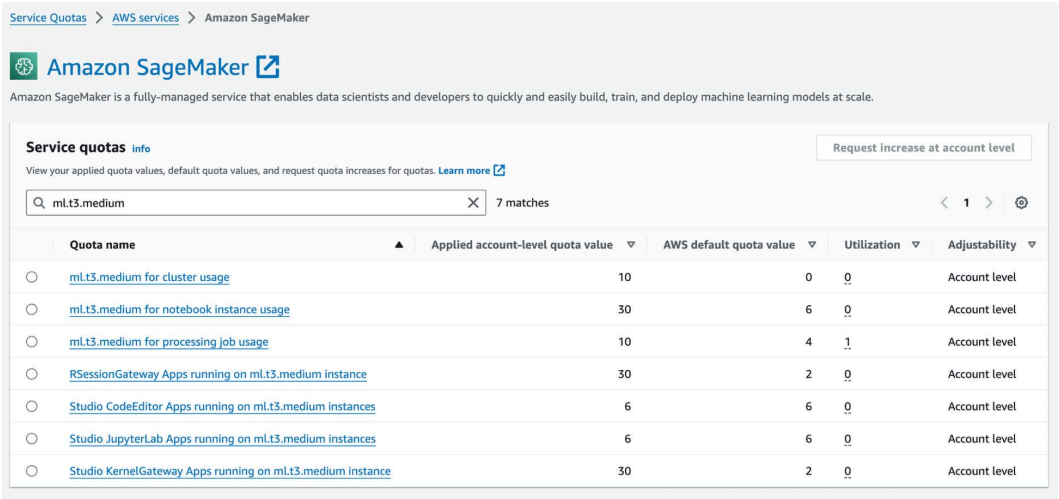 Service Quotas > AWS services > Amazon SageMaker
Amazon SageMaker
Amazon SageMaker is a fully-managed service that enables data scientists and developers to quickly and easily build, train, and deploy machine learning models at scale.
Service quotas info
Request increase at account level
View your applied quota values, default quota values, and request quota increases for quotas. Learn more
ml.t3.medium 7 matches < 1 >
Quota name Applied account-level quota value AWS default quota value Utilization Adjustability
ml.t3.medium for cluster usage 10 0 0 Account level
ml.t3.medium for notebook instance usage 30 6 0 Account level
ml.t3.medium for processing job usage 10 4 1 Account level
RSessionGateway Apps running on ml.t3.medium instance 30 2 0 Account level
Studio CodeEditor Apps running on ml.t3.medium instances 6 6 0 Account level
Studio JupyterLab Apps running on ml.t3.medium instances 6 6 0 Account level
Studio KernelGateway Apps running on ml.t3.medium instance 30 2 0 Account level